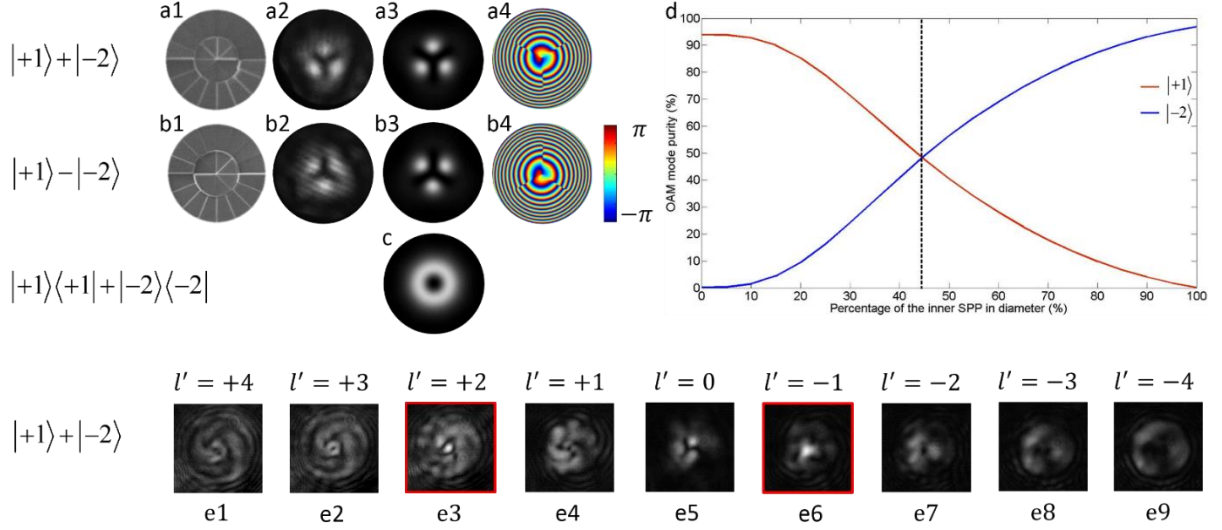 a1 a2 a3 a4
|+1⟩+|−2⟩
b1 b2 b3 b4
|+1⟩−|−2⟩
π
−π
c
|+1⟩⟨+1|+|−2⟩⟨−2|
d
OAM mode purity (%)
100
90
80
70
60
50
40
30
20
10
0
|+1⟩
|−2⟩
0 10 20 30 40 50 60 70 80 90 100
Percentage of the inner SPP in diameter (%)
l′ = +4 l′ = +3 l′ = +2 l′ = +1 l′ = 0 l′ = −1 l′ = −2 l′ = −3 l′ = −4
|+1⟩+|−2⟩
e1 e2 e3 e4 e5 e6 e7 e8 e9